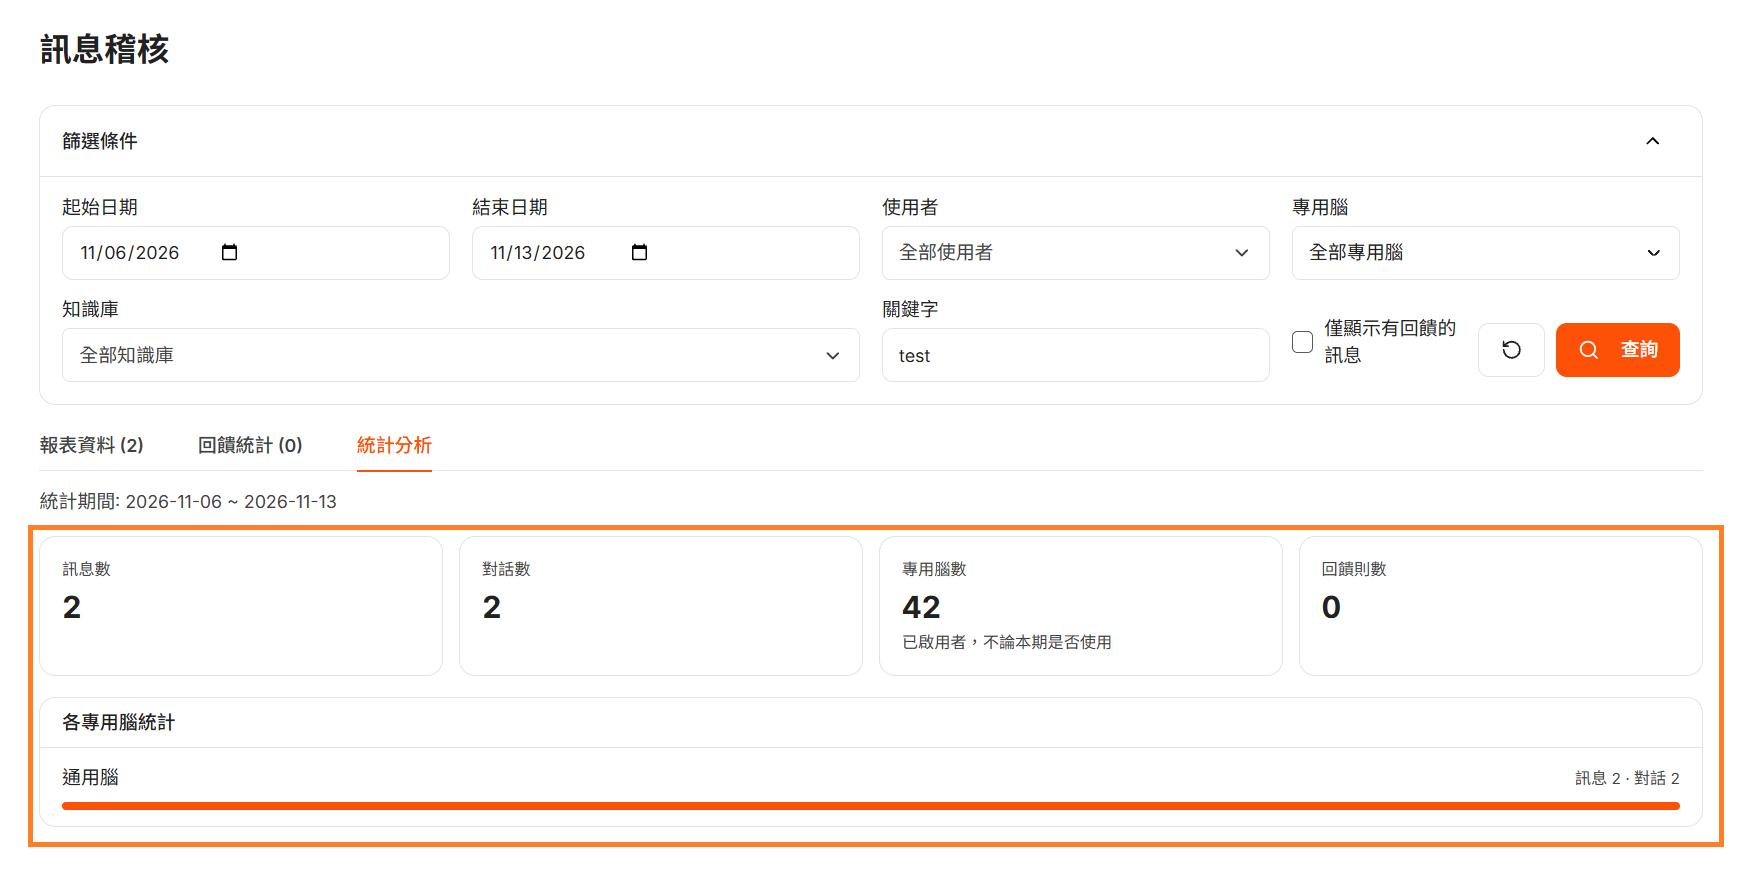 訊息稽核
篩選條件
起始日期
結束日期
使用者
專用腦
11/06/2026
11/13/2026
全部使用者
全部專用腦
知識庫
關鍵字
僅顯示有回饋的
訊息
全部知識庫
test
查詢
報表資料 (2)
回饋統計 (0)
統計分析
統計期間: 2026-11-06 ~ 2026-11-13
訊息數
2
對話數
2
專用腦數
42
已啟用者，不論本期是否使用
回饋則數
0
各專用腦統計
通用腦
訊息 2 · 對話 2